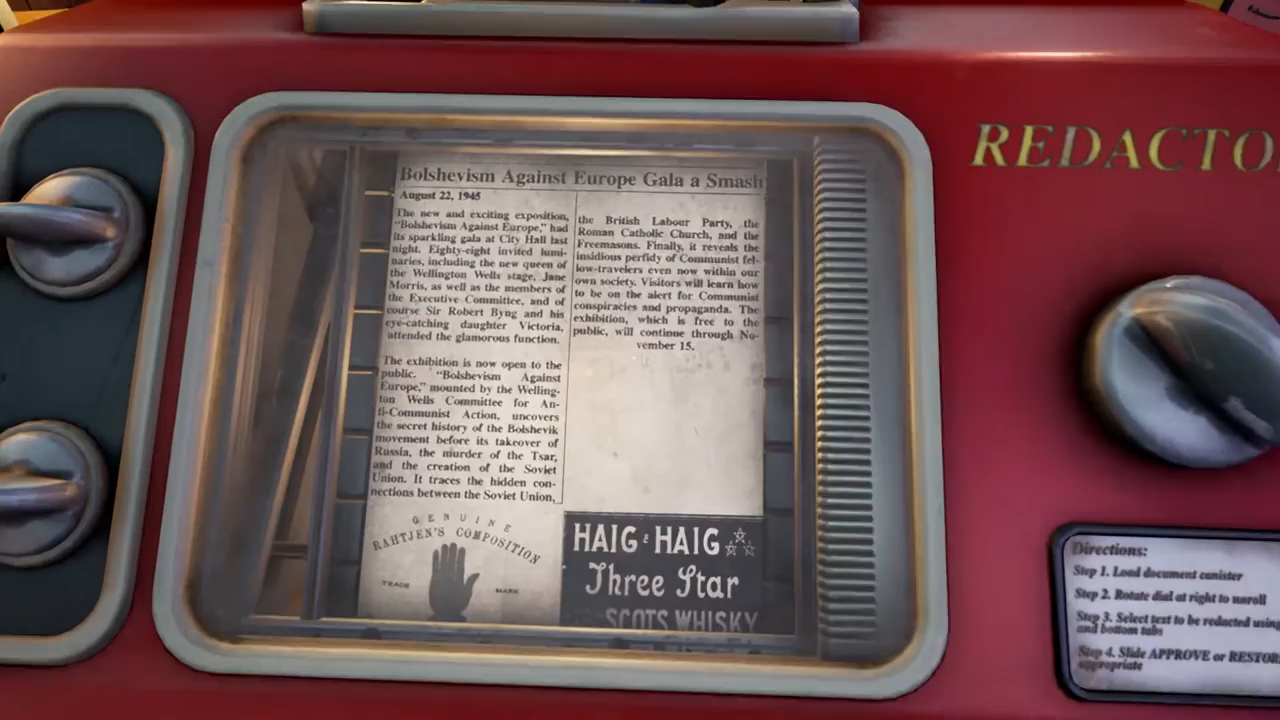 REDACTO
Bolshevism Against Europe Gala a Smash
August 22, 1945
The new and exciting exposition,
"Bolshevism Against Europe," had
its sparkling gala at City Hall last
night. Eighty-eight invited lumi-
naries, including the new queen of
the Wellington Wells stage, Jane
Morris, as well as the members of
the Executive Committee, and of
course Sir Robert Byng and his
eye-catching daughter Victoria,
attended the glamorous function.
The exhibition is now open to the
public. "Bolshevism Against
Europe," mounted by the Welling-
ton Wells Committee for An-
ti-Communist Action, uncovers
the secret history of the Bolshevik
movement before its takeover of
Russia, the murder of the Tsar,
and the creation of the Soviet
Union. It traces the hidden con-
nections between the Soviet Union,
the British Labour Party, the
Roman Catholic Church, and the
Freemasons. Finally, it reveals the
insidious perfidy of Communist fel-
low-travelers even now within our
own society. Visitors will learn how
to be on the alert for Communist
conspiracies and propaganda. The
exhibition, which is free to the
public, will continue through No-
vember 15.
GENUINE
RAHTJEN'S COMPOSITION
TRADE MARK
HAIG & HAIG
Three Star
SCOTS WHISKY
Directions:
Step 1. Load document canister
Step 2. Rotate dial at right to unroll
Step 3. Select text to be redacted using
and bottom tabs
Step 4. Slide APPROVE or RESTOR
appropriate